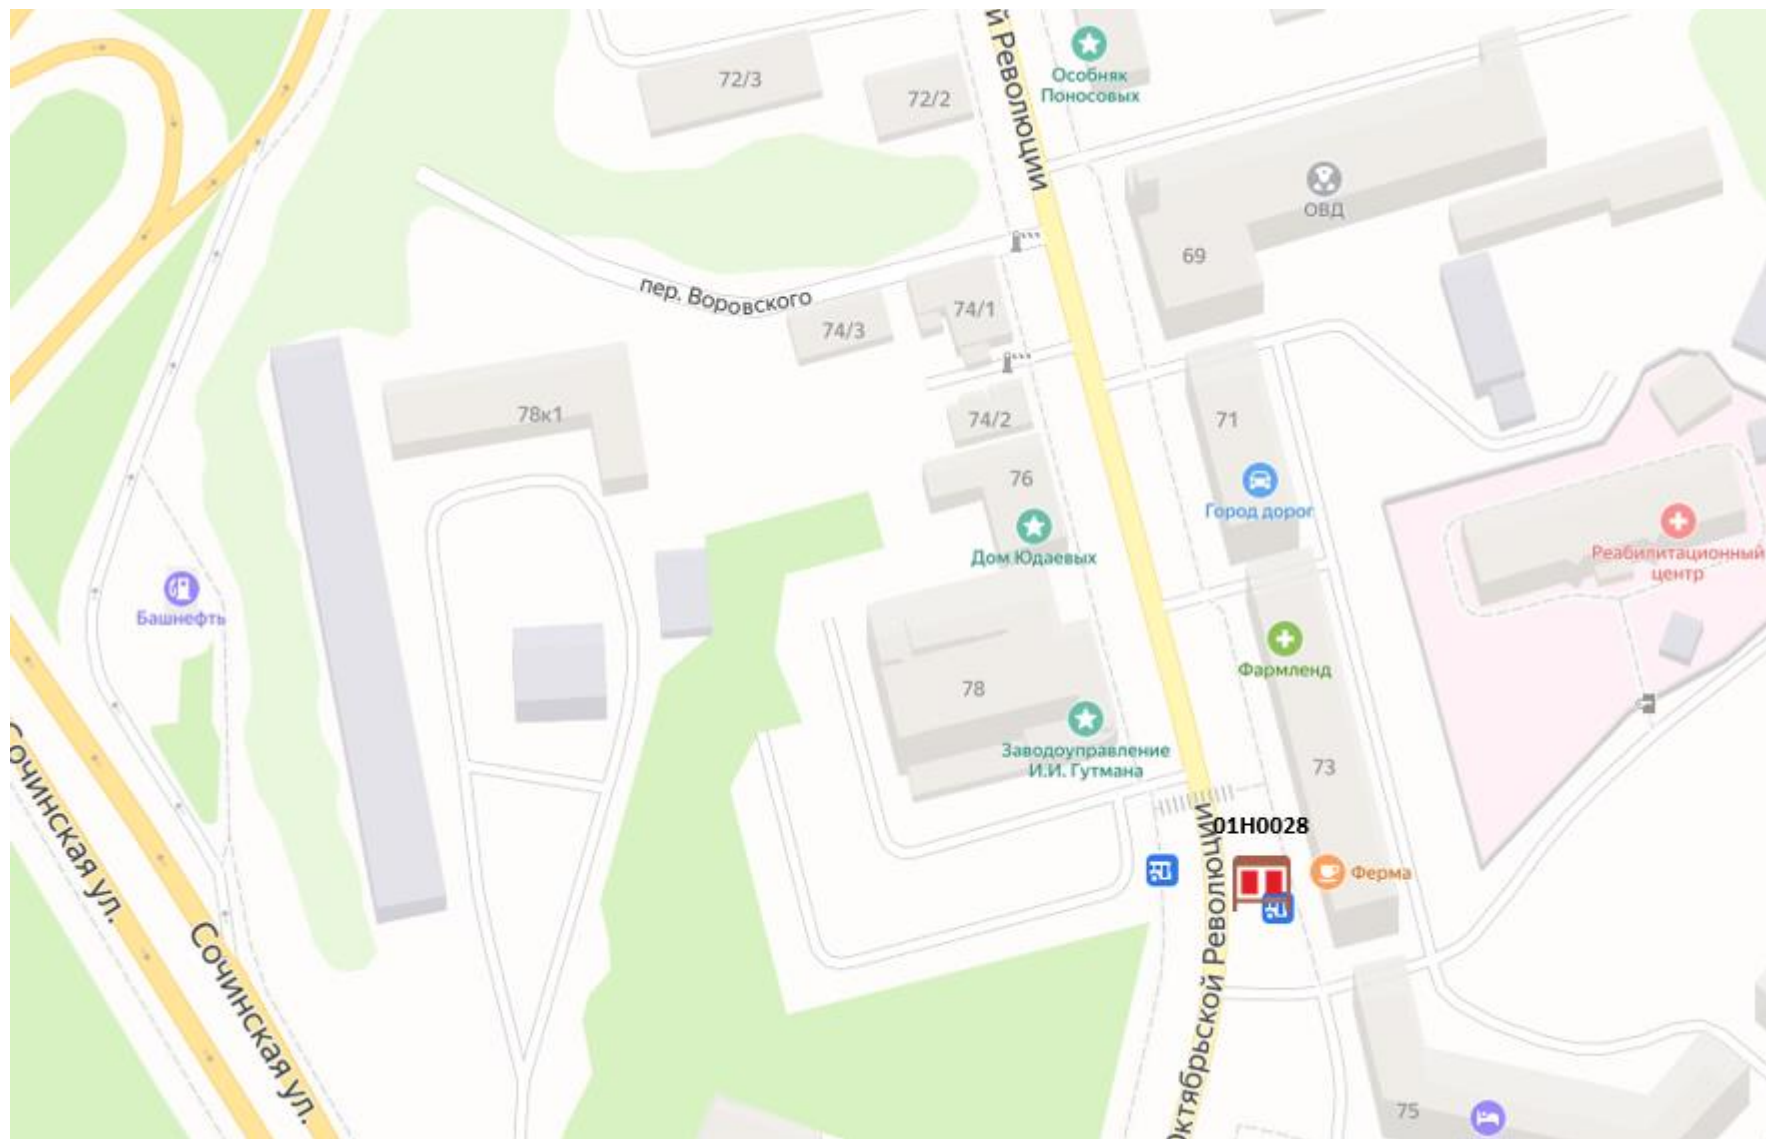 й Революции
Особняк
Поносовых
72/3
72/2
ОВД
69
пер. Воровского
74/1
74/3
78к1
74/2
71
76
Город дорог
Дом Юдаевых
Реабилитационный
центр
Башнефть
Фармленд
78
Заводоуправление
И.И. Гутмана
73
01Н0028
Ферма
Сочинская ул.
Сочинская ул.
Октябрьской Революции
75